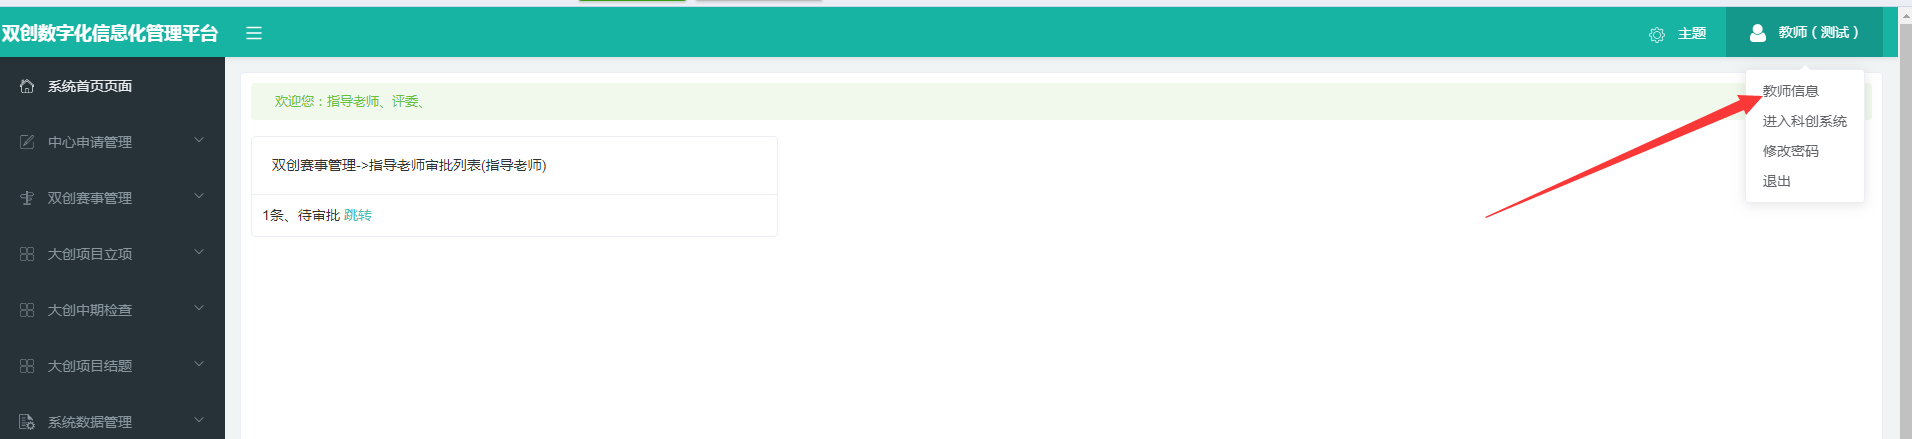 双创数字化信息化管理平台
主题
教师（测试）
系统首页页面
中心申请管理
双创赛事管理
大创项目立项
大创中期检查
大创项目结题
系统数据管理
欢迎您：指导老师、评委、
双创赛事管理->指导老师审批列表(指导老师)
1条、待审批 跳转
教师信息
进入科创系统
修改密码
退出